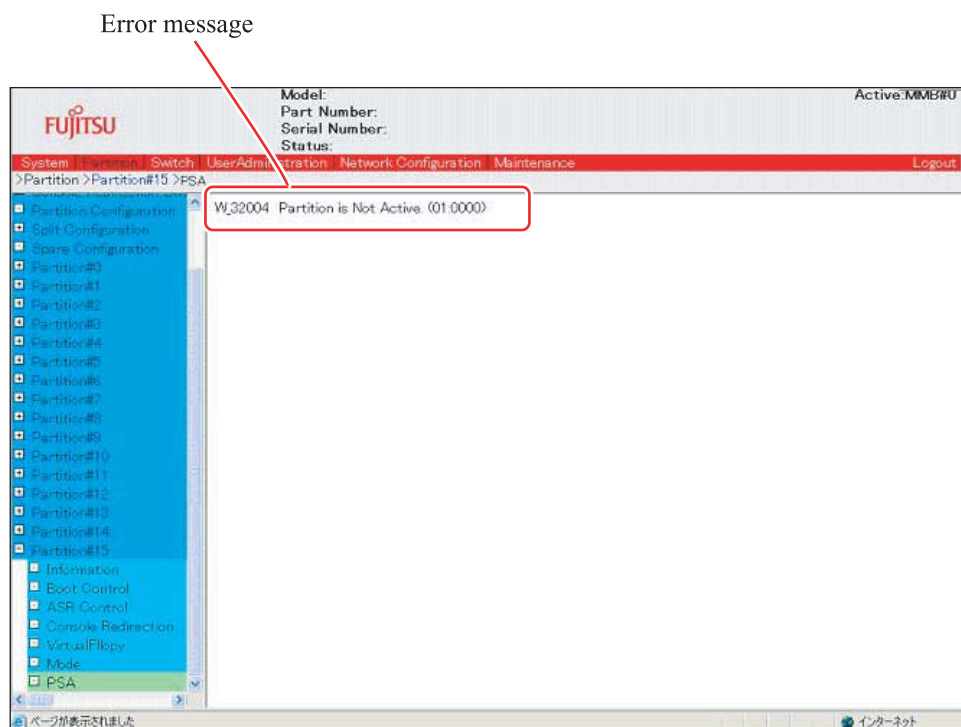 Error message
FUJITSU
Model:
Part Number:
Serial Number:
Status:
Active:MMB#0
System Partition Switch UserAdministration Network Configuration Maintenance Logout
>Partition >Partition#15 >PSA
Partition Configuration
Split Configuration
Spare Configuration
Partition#0
Partition#1
Partition#2
Partition#3
Partition#4
Partition#5
Partition#6
Partition#7
Partition#8
Partition#9
Partition#10
Partition#11
Partition#12
Partition#13
Partition#14
Partition#15
Information
Boot Control
ASR Control
Console Redirection
VirtualFllopy
Mode
PSA
W_32004 Partition is Not Active. (01:0000)
ページが表示されました
インターネット